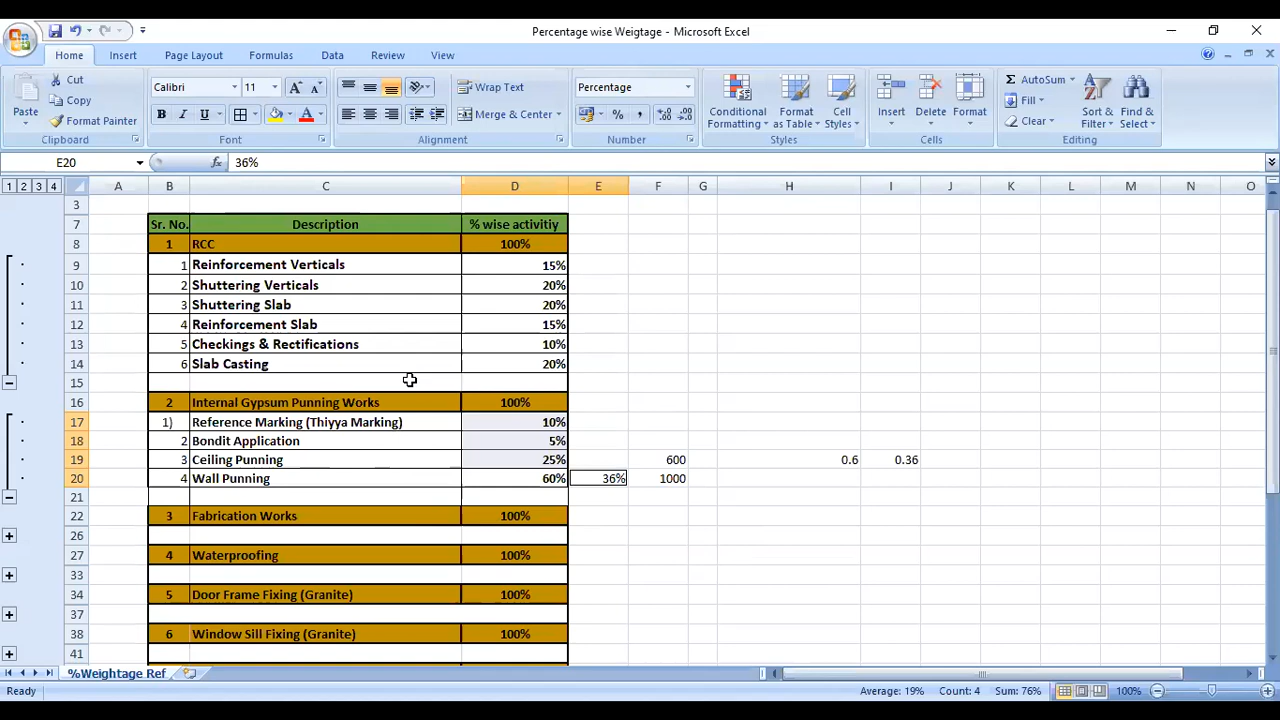 Percentage wise Weigtage - Microsoft Excel
Home Insert Page Layout Formulas Data Review View
Paste Cut Copy Format Painter Clipboard
Calibri 11 B I U A A A Font
Wrap Text Merge & Center Alignment
Percentage % , Number
Conditional Formatting Format as Table Cell Styles Styles
Insert Delete Format Cells
AutoSum Fill Clear Sort & Filter Find & Select Editing
E20 fx 36%
1 2 3 4 A B C D E F G H I J K L M N O
3
7 Sr. No. Description % wise activitiy
8 1 RCC 100%
9 1 Reinforcement Verticals 15%
10 2 Shuttering Verticals 20%
11 3 Shuttering Slab 20%
12 4 Reinforcement Slab 15%
13 5 Checkings & Rectifications 10%
14 6 Slab Casting 20%
15
16 2 Internal Gypsum Punning Works 100%
17 1) Reference Marking (Thiyya Marking) 10%
18 2 Bondit Application 5%
19 3 Ceiling Punning 25% 600 0.6 0.36
20 4 Wall Punning 60% 36% 1000
21
22 3 Fabrication Works 100%
26
27 4 Waterproofing 100%
33
34 5 Door Frame Fixing (Granite) 100%
37
38 6 Window Sill Fixing (Granite) 100%
41
%Weightage Ref
Ready Average: 19% Count: 4 Sum: 76% 100%